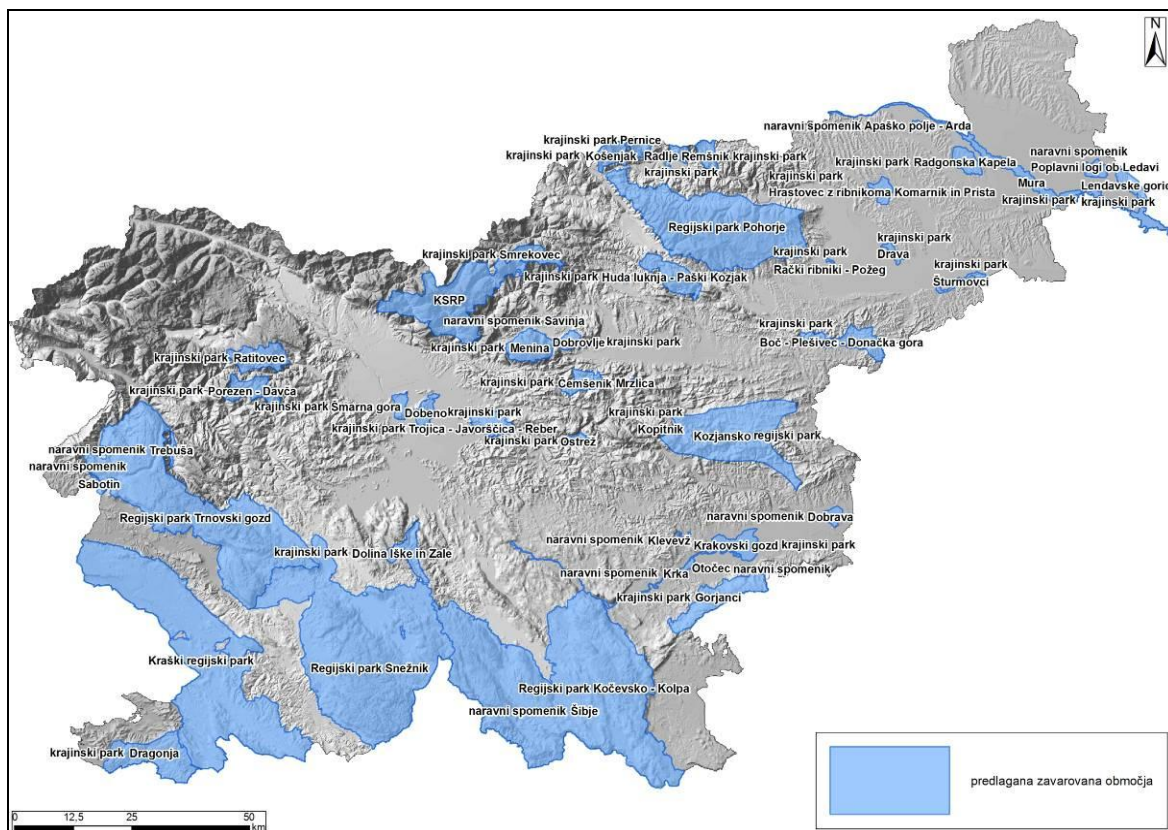 N
naravni spomenik Apaško polje - Arda
krajinski park Pernice
krajinski park Košenjak Radlje Remšnik krajinski park
krajinski park
naravni spomenik
Poplavni logi ob Ledavi
krajinski park Radgonska Kapela
krajinski park
Hrastovec z ribnikoma Komarnik in Prista
Mura
Lendavske goric
krajinski park krajinski park
Regijski park Pohorje
krajinski park
Drava
krajinski park
Rački ribniki - Požeg
krajinski park Smrekovec
krajinski park Huda luknja - Paški Kozjak
krajinski park
Šturmovci
KSRP
naravni spomenik Savinja
krajinski park Menina
Dobrovlje krajinski park
krajinski park
Boč - Plešivec - Donačka gora
krajinski park Ratitovec
krajinski park Porezen - Davča
krajinski park Čemšenik Mrzlica
krajinski park Šmarna gora
Dobeno krajinski park
krajinski park Trojica - Javorščica - Reber
krajinski park Ostrež
krajinski park
Kopitnik
Kozjansko regijski park
naravni spomenik Trebuša
naravni spomenik
Sabotin
Regijski park Trnovski gozd
naravni spomenik Dobrava
naravni spomenik Klevevž
Krakovski gozd krajinski park
krajinski park Dolina Iške in Zale
naravni spomenik Krka
Otočec naravni spomenik
krajinski park Gorjanci
Kraški regijski park
Regijski park Snežnik
Regijski park Kočevsko - Kolpa
naravni spomenik Šibje
krajinski park Dragonja
predlagana zavarovana območja
0 12,5 25 50
km